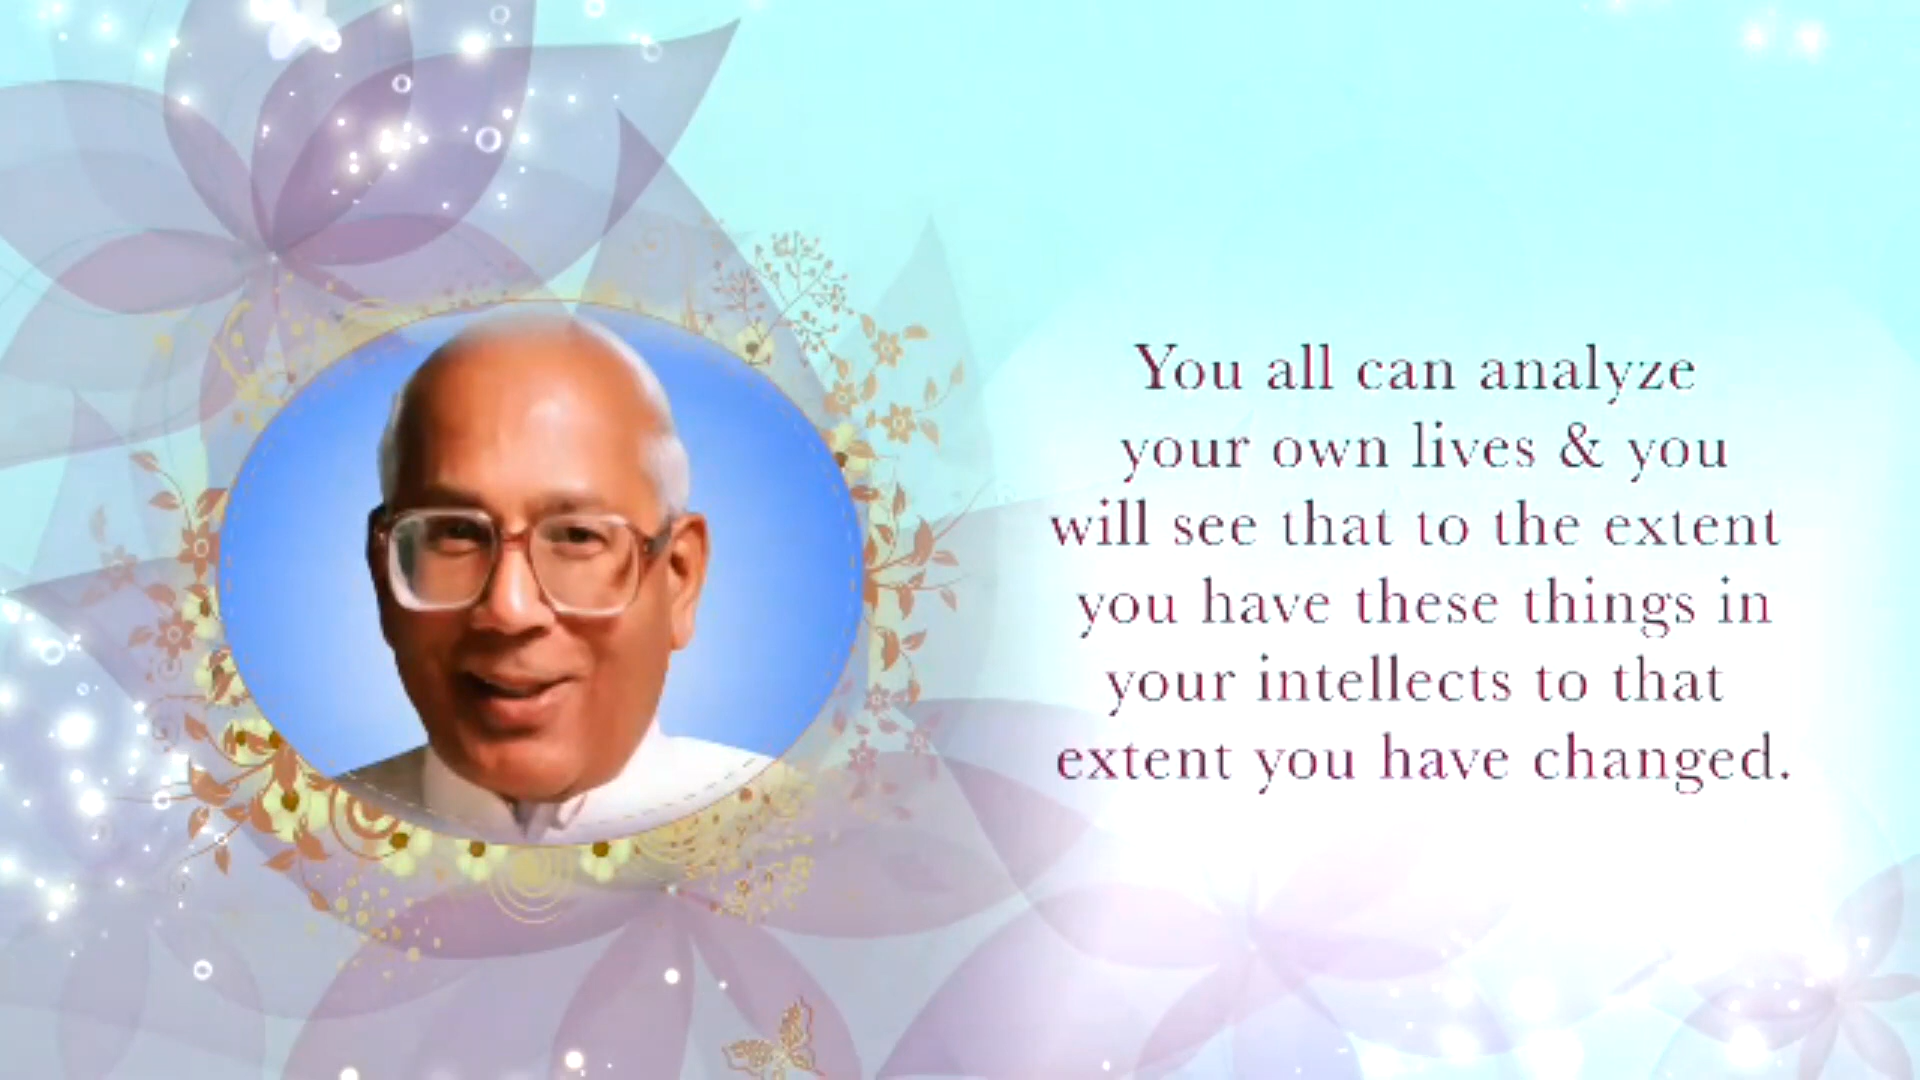 You all can analyze
your own lives & you
will see that to the extent
you have these things in
your intellects to that
extent you have changed.